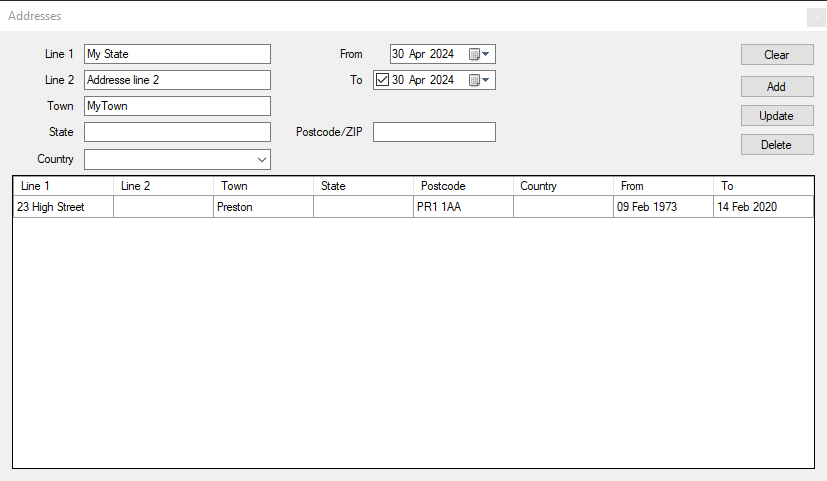 Addresses
Line 1 My State From 30 Apr 2024 Clear
Line 2 Addresse line 2 To 30 Apr 2024 Add
Town MyTown Update
State Postcode/ZIP Delete
Country
Line 1 Line 2 Town State Postcode Country From To
23 High Street Preston PR1 1AA 09 Feb 1973 14 Feb 2020